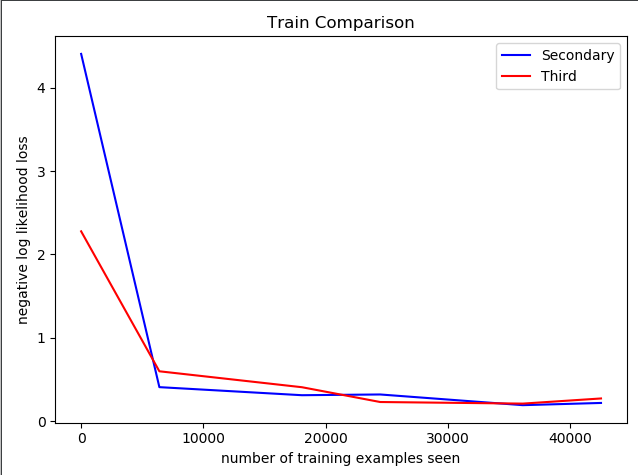 Train Comparison
Secondary
Third
negative log likelihood loss
4
3
2
1
0
0 10000 20000 30000 40000
number of training examples seen